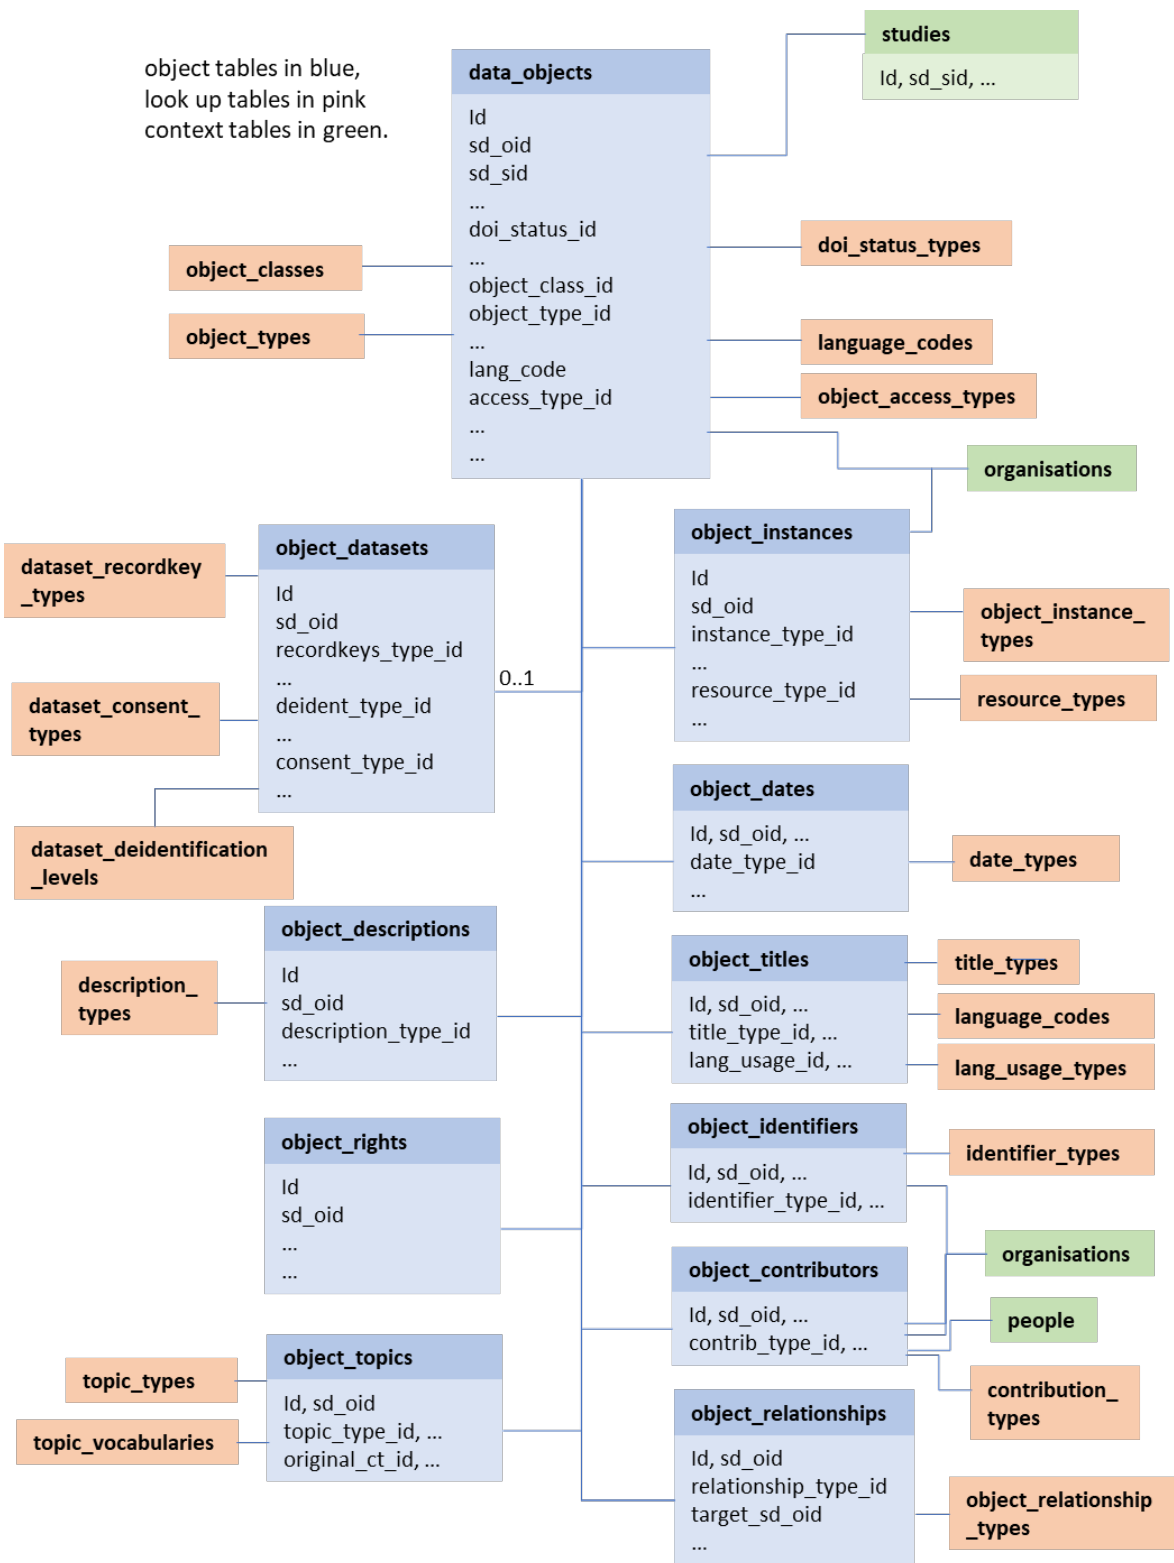 object tables in blue,
look up tables in pink
context tables in green.
data_objects
Id
sd_oid
sd_sid
...
doi_status_id
...
object_class_id
object_type_id
...
lang_code
access_type_id
...
...
studies
Id, sd_sid, ...
object_classes
object_types
doi_status_types
language_codes
object_access_types
organisations
dataset_recordkey
_types
object_datasets
Id
sd_oid
recordkeys_type_id
...
deident_type_id
...
consent_type_id
...
0..1
dataset_consent_
types
dataset_deidentification
_levels
object_instances
Id
sd_oid
instance_type_id
...
resource_type_id
...
object_instance_
types
resource_types
object_dates
Id, sd_oid, ...
date_type_id
...
date_types
description_
types
object_descriptions
Id
sd_oid
description_type_id
...
object_titles
Id, sd_oid, ...
title_type_id, ...
lang_usage_id, ...
title_types
language_codes
lang_usage_types
object_rights
Id
sd_oid
...
...
object_identifiers
Id, sd_oid, ...
identifier_type_id, ...
identifier_types
object_contributors
Id, sd_oid, ...
contrib_type_id, ...
organisations
people
contribution_
types
topic_types
topic_vocabularies
object_topics
Id, sd_oid
topic_type_id, ...
original_ct_id, ...
object_relationships
Id, sd_oid
relationship_type_id
target_sd_oid
...
object_relationship
_types